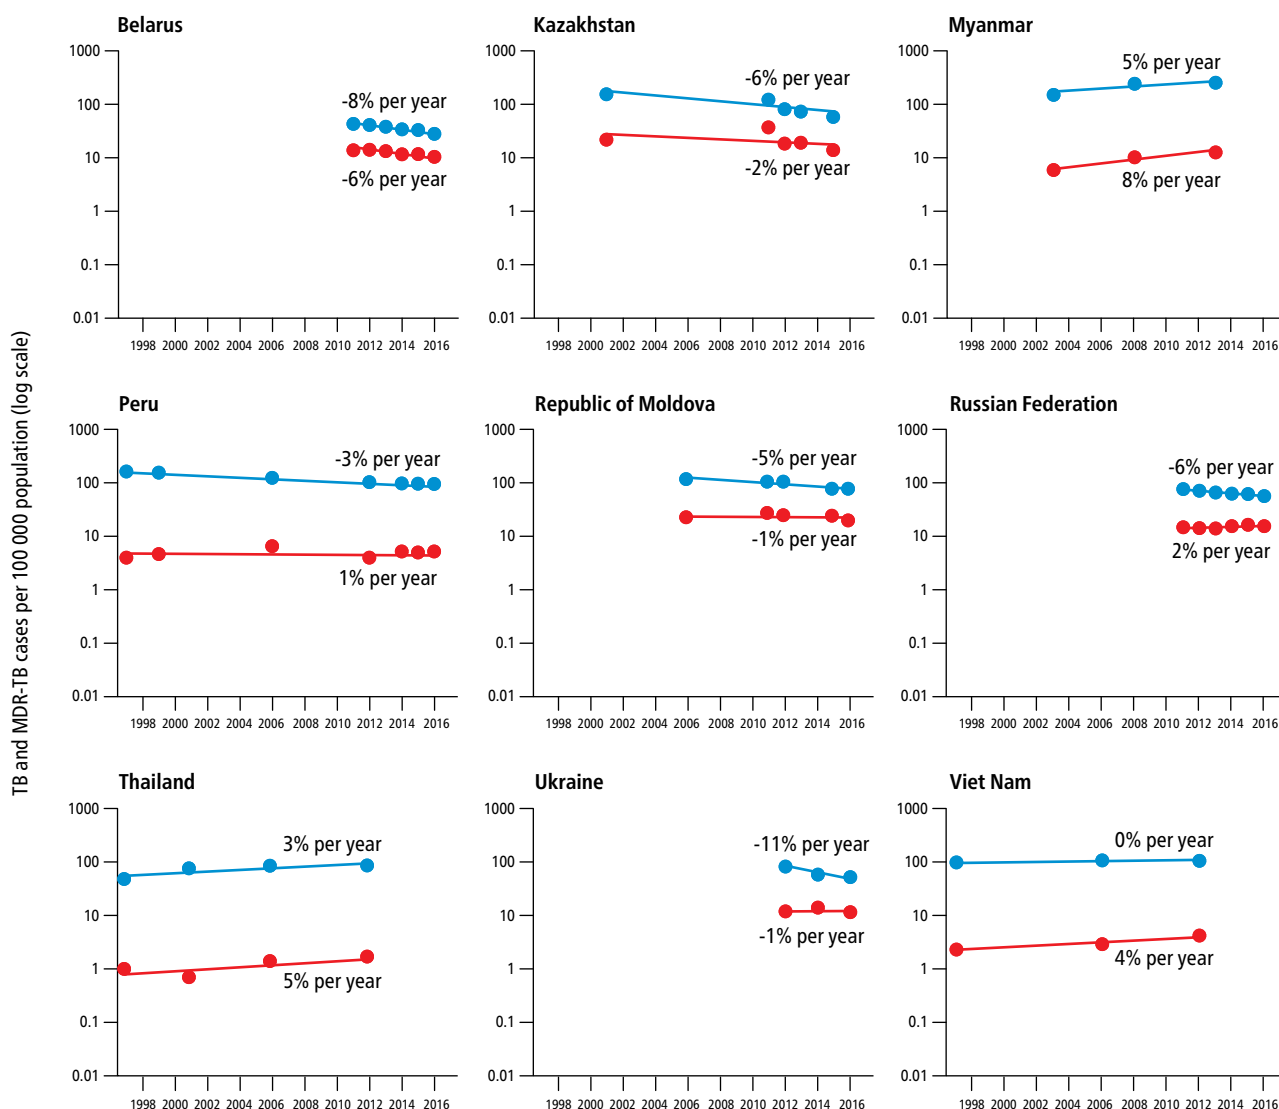 TB and MDR-TB cases per 100 000 population (log scale)
Belarus
1000
100
10
1
0.1
0.01
-8% per year
-6% per year
1998 2000 2002 2004 2006 2008 2010 2012 2014 2016
Kazakhstan
1000
100
10
1
0.1
0.01
-6% per year
-2% per year
1998 2000 2002 2004 2006 2008 2010 2012 2014 2016
Myanmar
1000
100
10
1
0.1
0.01
5% per year
8% per year
1998 2000 2002 2004 2006 2008 2010 2012 2014 2016
Peru
1000
100
10
1
0.1
0.01
-3% per year
1% per year
1998 2000 2002 2004 2006 2008 2010 2012 2014 2016
Republic of Moldova
1000
100
10
1
0.1
0.01
-5% per year
-1% per year
1998 2000 2002 2004 2006 2008 2010 2012 2014 2016
Russian Federation
1000
100
10
1
0.1
0.01
-6% per year
2% per year
1998 2000 2002 2004 2006 2008 2010 2012 2014 2016
Thailand
1000
100
10
1
0.1
0.01
3% per year
5% per year
1998 2000 2002 2004 2006 2008 2010 2012 2014 2016
Ukraine
1000
100
10
1
0.1
0.01
-11% per year
-1% per year
1998 2000 2002 2004 2006 2008 2010 2012 2014 2016
Viet Nam
1000
100
10
1
0.1
0.01
0% per year
4% per year
1998 2000 2002 2004 2006 2008 2010 2012 2014 2016